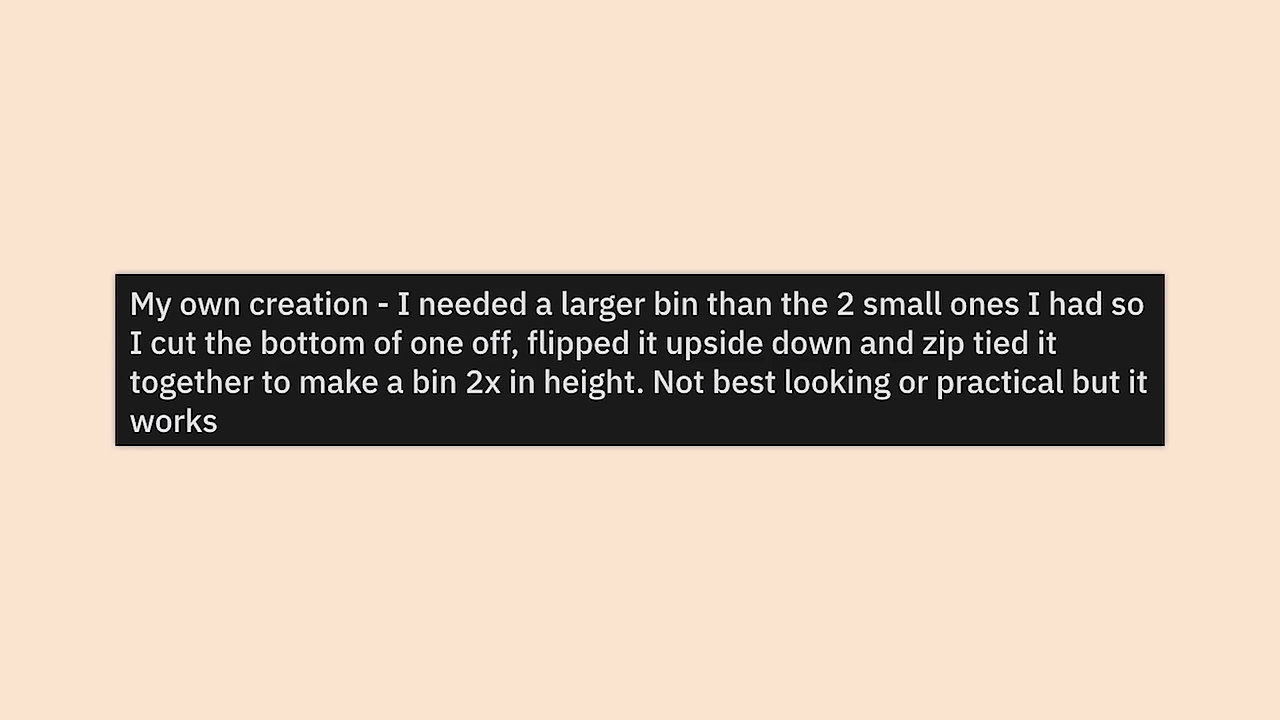 My own creation - I needed a larger bin than the 2 small ones I had so
I cut the bottom of one off, flipped it upside down and zip tied it
together to make a bin 2x in height. Not best looking or practical but it
works